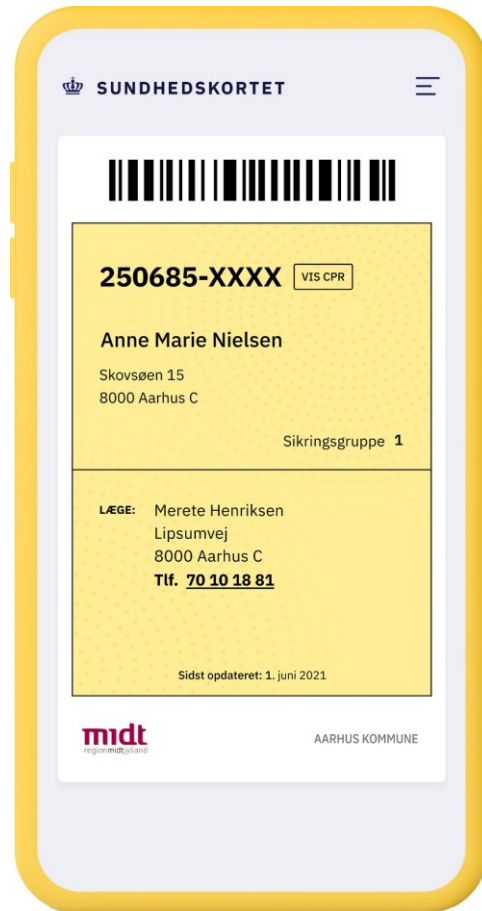 SUNDHEDSKORTET
250685-XXXX VIS CPR
Anne Marie Nielsen
Skovsøen 15
8000 Aarhus C
Sikringsgruppe 1
LÆGE: Merete Henriksen
Lipsumvej
8000 Aarhus C
Tlf. 70 10 18 81
Sidst opdateret: 1. juni 2021
midt
regionmidtjylland
AARHUS KOMMUNE